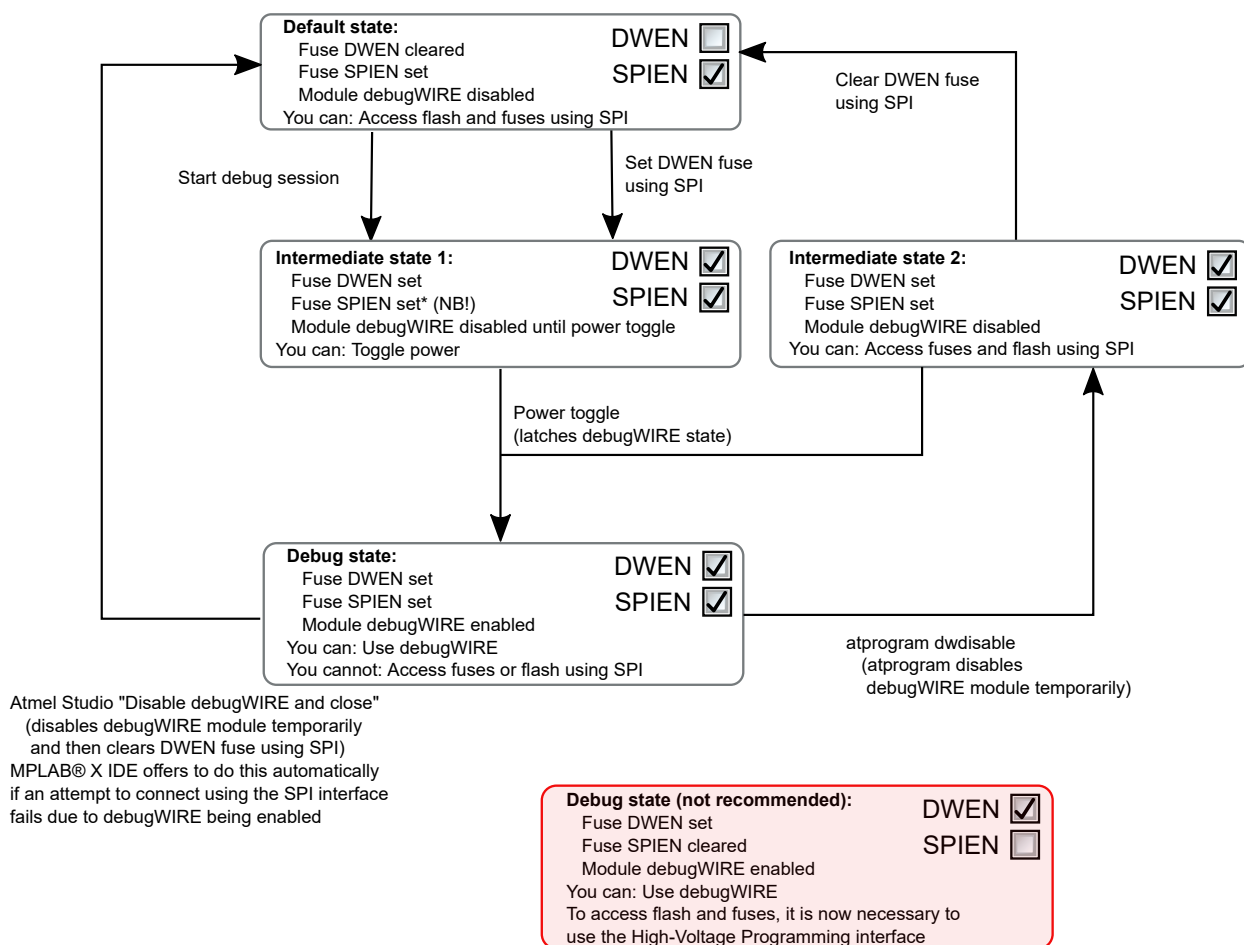 Default state:
Fuse DWEN cleared
Fuse SPIEN set
Module debugWIRE disabled
You can: Access flash and fuses using SPI
DWEN
SPIEN
Clear DWEN fuse
using SPI
Start debug session
Set DWEN fuse
using SPI
Intermediate state 1:
Fuse DWEN set
Fuse SPIEN set* (NB!)
Module debugWIRE disabled until power toggle
You can: Toggle power
DWEN
SPIEN
Intermediate state 2:
Fuse DWEN set
Fuse SPIEN set
Module debugWIRE disabled
You can: Access fuses and flash using SPI
DWEN
SPIEN
Power toggle
(latches debugWIRE state)
Debug state:
Fuse DWEN set
Fuse SPIEN set
Module debugWIRE enabled
You can: Use debugWIRE
You cannot: Access fuses or flash using SPI
DWEN
SPIEN
atprogram dwdisable
(atprogram disables
debugWIRE module temporarily)
Atmel Studio "Disable debugWIRE and close"
(disables debugWIRE module temporarily
and then clears DWEN fuse using SPI)
MPLAB® X IDE offers to do this automatically
if an attempt to connect using the SPI interface
fails due to debugWIRE being enabled
Debug state (not recommended):
Fuse DWEN set
Fuse SPIEN cleared
Module debugWIRE enabled
You can: Use debugWIRE
To access flash and fuses, it is now necessary to
use the High-Voltage Programming interface
DWEN
SPIEN